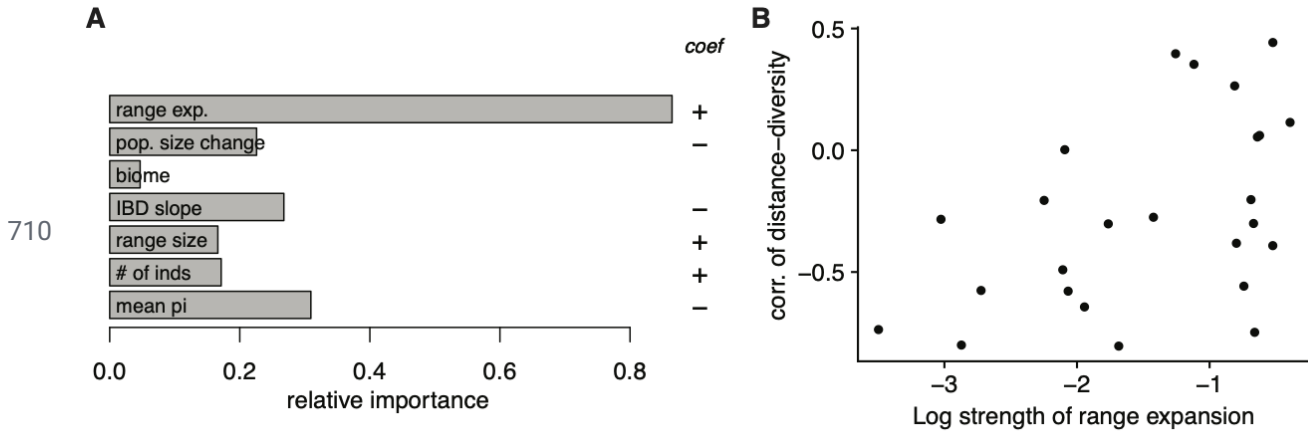 A
coef
range exp. +
pop. size change −
biome
IBD slope −
710
range size +
# of inds +
mean pi −
0.0 0.2 0.4 0.6 0.8
relative importance
B
0.5
0.0
−0.5
corr. of distance−diversity
−3 −2 −1
Log strength of range expansion